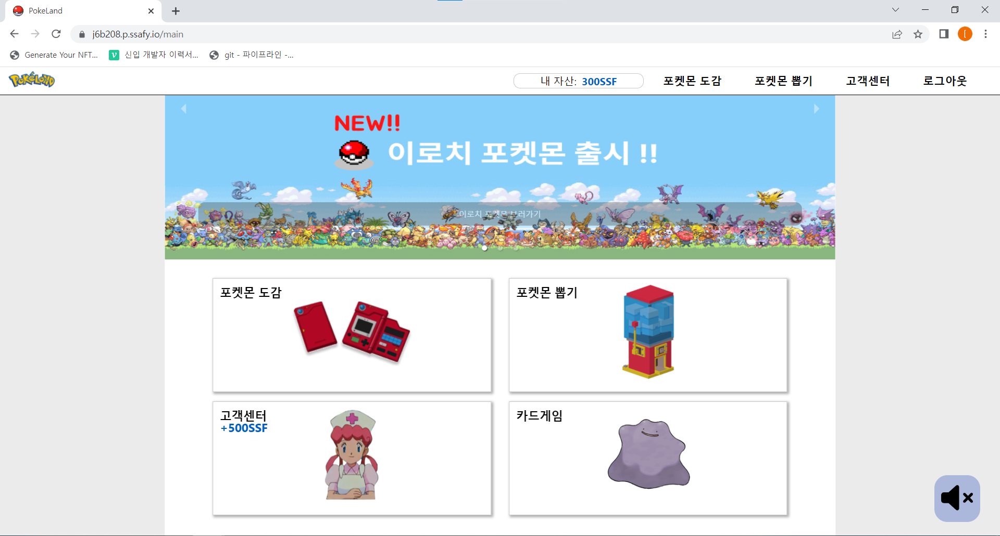 PokeLand
j6b208.p.ssafy.io/main
[
Generate Your NFT...
신입 개발자 이력서...
git - 파이프라인 -...
POKéLAND
내 자산: 300SSF
포켓몬 도감
포켓몬 뽑기
고객센터
로그아웃
NEW!!
이로치 포켓몬 출시 !!
이로치 포켓몬 보러가기
포켓몬 도감
포켓몬 뽑기
고객센터
+500SSF
카드게임